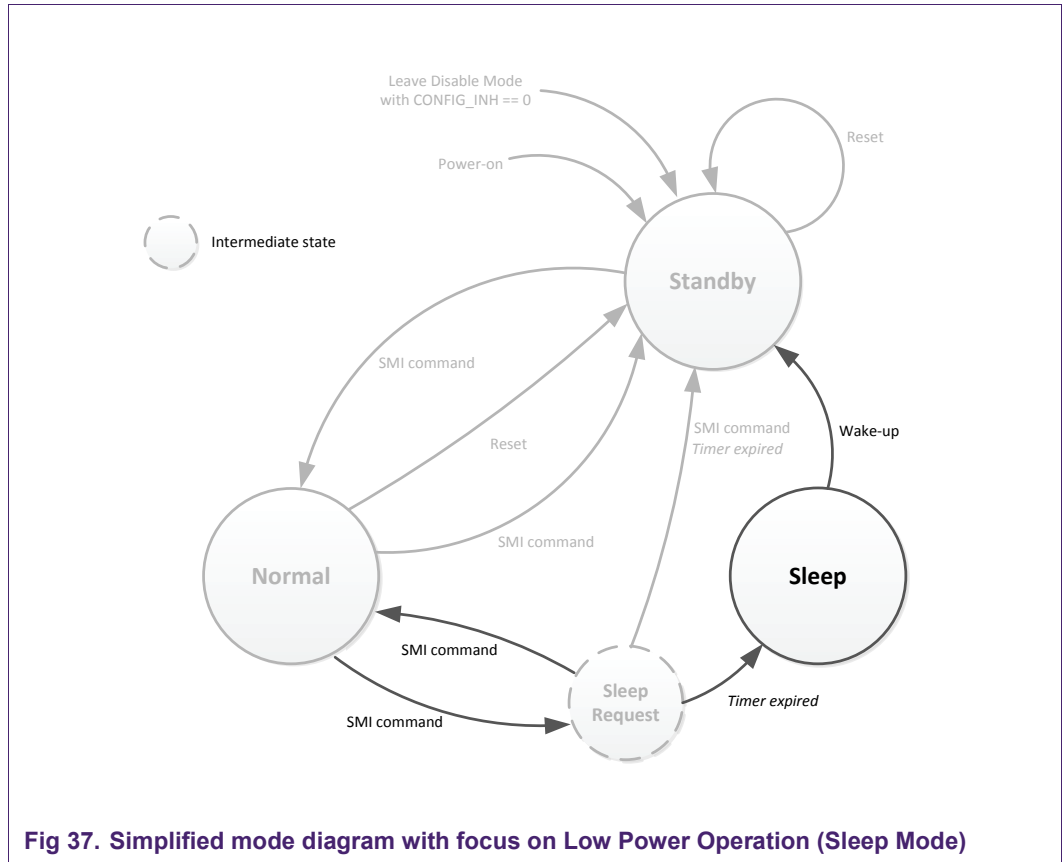 Leave Disable Mode
with CONFIG_INH == 0
Reset
Power-on
Intermediate state
Standby
SMI command
SMI command
Timer expired
Wake-up
Reset
SMI command
Normal
Sleep
SMI command
Sleep
Request
Timer expired
SMI command
Fig 37. Simplified mode diagram with focus on Low Power Operation (Sleep Mode)